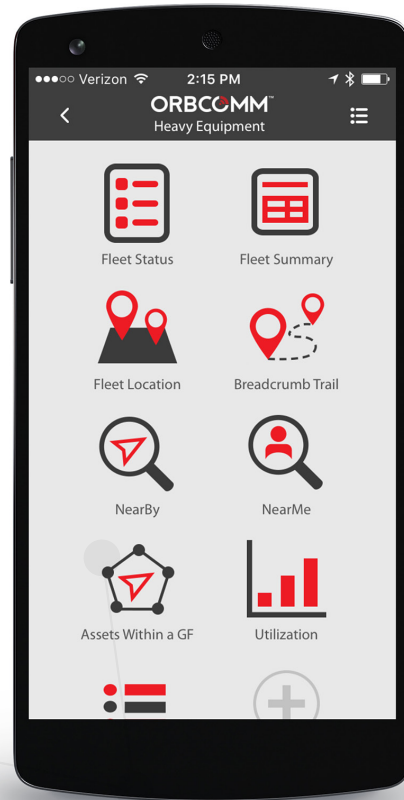 Verizon 2:15 PM
ORBCOMM™
Heavy Equipment
Fleet Status Fleet Summary
Fleet Location Breadcrumb Trail
NearBy NearMe
Assets Within a GF Utilization